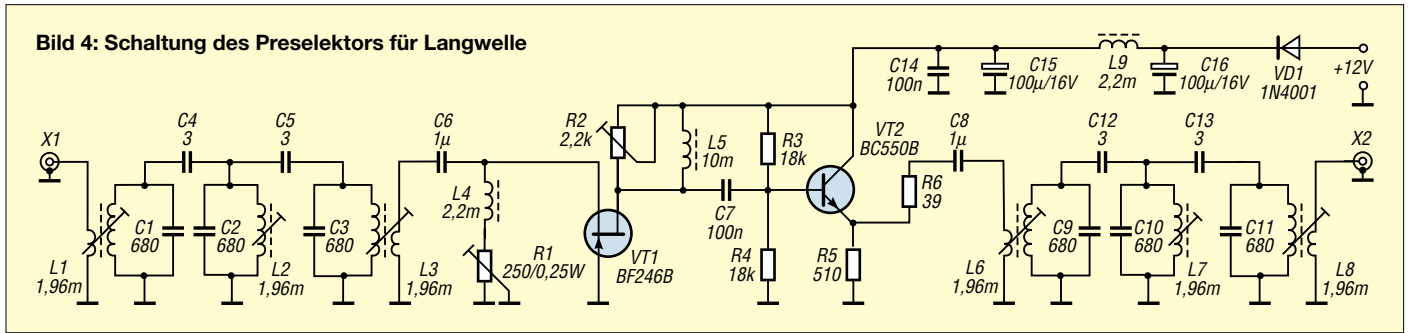 Bild 4: Schaltung des Preselektors für Langwelle
C14
100n
C15
100µ/16V
L9
2,2m
C16
100µ/16V
VD1
1N4001
+12V
X1
C4
3
C5
3
C6
1µ
R2
2,2k
L5
10m
R3
18k
VT2
BC550B
C8
1µ
C12
3
C13
3
X2
L4
2,2m
C7
100n
R6
39
C1
680
C2
680
C3
680
R1
250/0,25W
VT1
BF246B
R4
18k
R5
510
C9
680
C10
680
C11
680
L1
1,96m
L2
1,96m
L3
1,96m
L6
1,96m
L7
1,96m
L8
1,96m